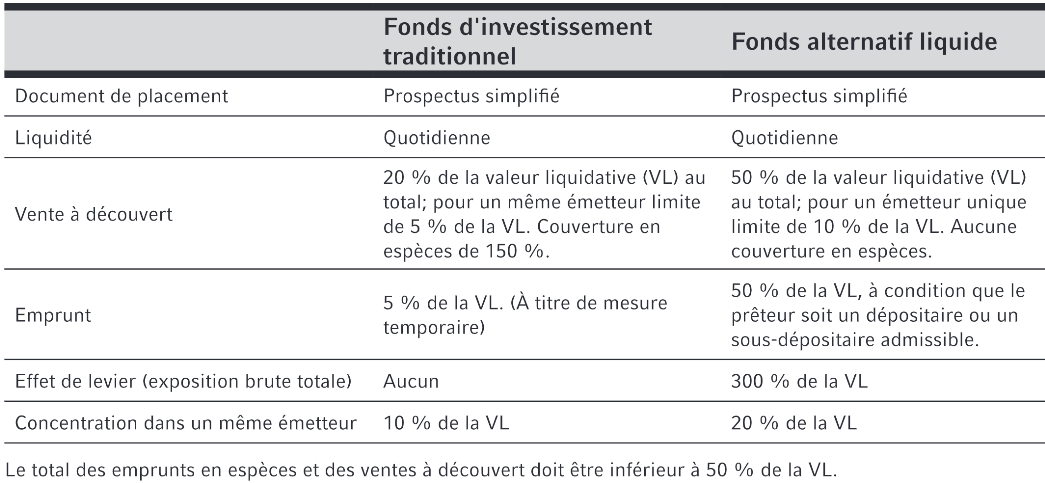 Fonds d'investissement traditionnel
Fonds alternatif liquide
Document de placement
Prospectus simplifié
Prospectus simplifié
Liquidité
Quotidienne
Quotidienne
Vente à découvert
20 % de la valeur liquidative (VL) au
total; pour un même émetteur limite
de 5 % de la VL. Couverture en
espèces de 150 %.
50 % de la valeur liquidative (VL)
au total; pour un émetteur unique
limite de 10 % de la VL. Aucune
couverture en espèces.
Emprunt
5 % de la VL. (À titre de mesure
temporaire)
50 % de la VL, à condition que le
prêteur soit un dépositaire ou un
sous-dépositaire admissible.
Effet de levier (exposition brute totale)
Aucun
300 % de la VL
Concentration dans un même émetteur
10 % de la VL
20 % de la VL
Le total des emprunts en espèces et des ventes à découvert doit être inférieur à 50 % de la VL.